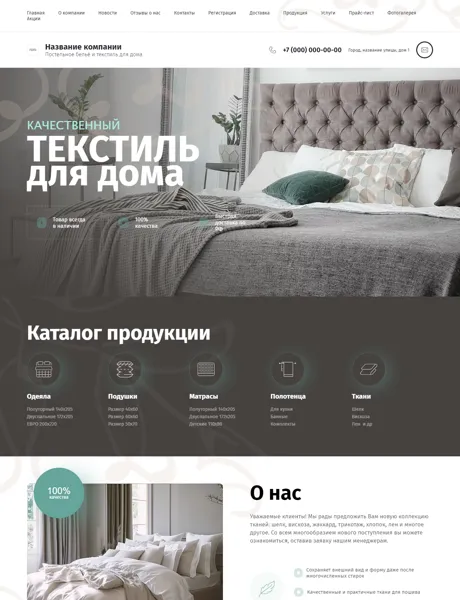 Главная О компании Новости Отзывы о нас Контакты Регистрация Доставка Продукция Услуги Прайс-лист Фотогалерея
Акции
Название компании
Постельное белье и текстиль для дома
+7 (000) 000-00-00
Город, название улицы, дом 1
КАЧЕСТВЕННЫЙ
ТЕКСТИЛЬ
для дома
Товар всегда
в наличии
100%
качества
Быстрая
доставка по
РФ
Каталог продукции
Одеяла
Полуторный 140х205
Двуспальное 172х205
ЕВРО 200х220
Подушки
Размер 40х60
Размер 60х60
Размер 50х70
Матрасы
Полуторный 140х205
Двуспальное 172х205
Детские 110х80
Полотенца
Для кухни
Банное
Комплекты
Ткани
Шелк
Вискоза
Лен и др
100%
качества
О нас
Уважаемые клиенты! Мы рады предложить Вам новую коллекцию
тканей: шелк, вискоза, жаккард, трикотаж, хлопок, лен и многое
другое. Со всем многообразием нового поступления вы можете
ознакомиться, оставив заявку нашим менеджерам.
Сохраняет внешний вид и форму даже после
многочисленных стирок
Качественные и практичные ткани для пошива